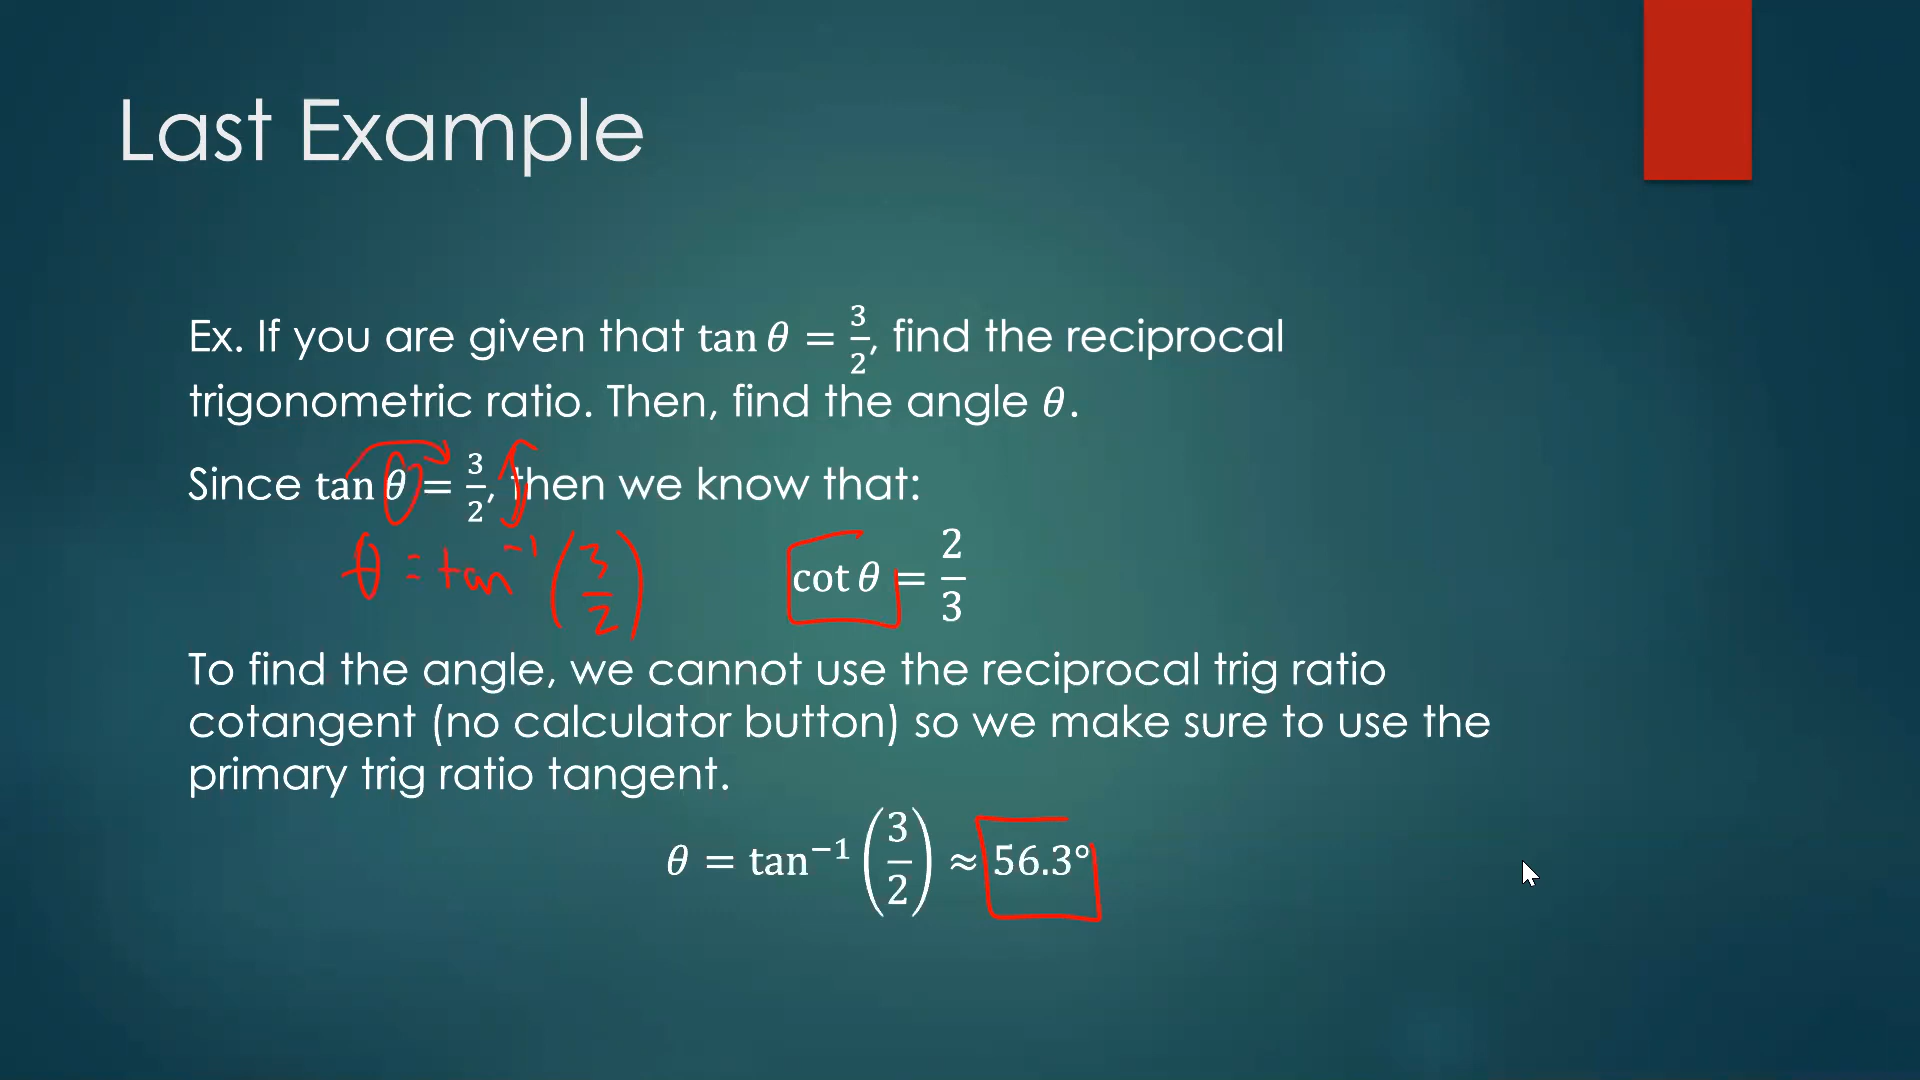 Last Example
Ex. If you are given that tan θ = 3/2, find the reciprocal
trigonometric ratio. Then, find the angle θ.
Since tan θ = 3/2, then we know that:
θ = tan⁻¹(3/2)
cot θ = 2/3
To find the angle, we cannot use the reciprocal trig ratio
cotangent (no calculator button) so we make sure to use the
primary trig ratio tangent.
θ = tan⁻¹(3/2) ≈ 56.3°